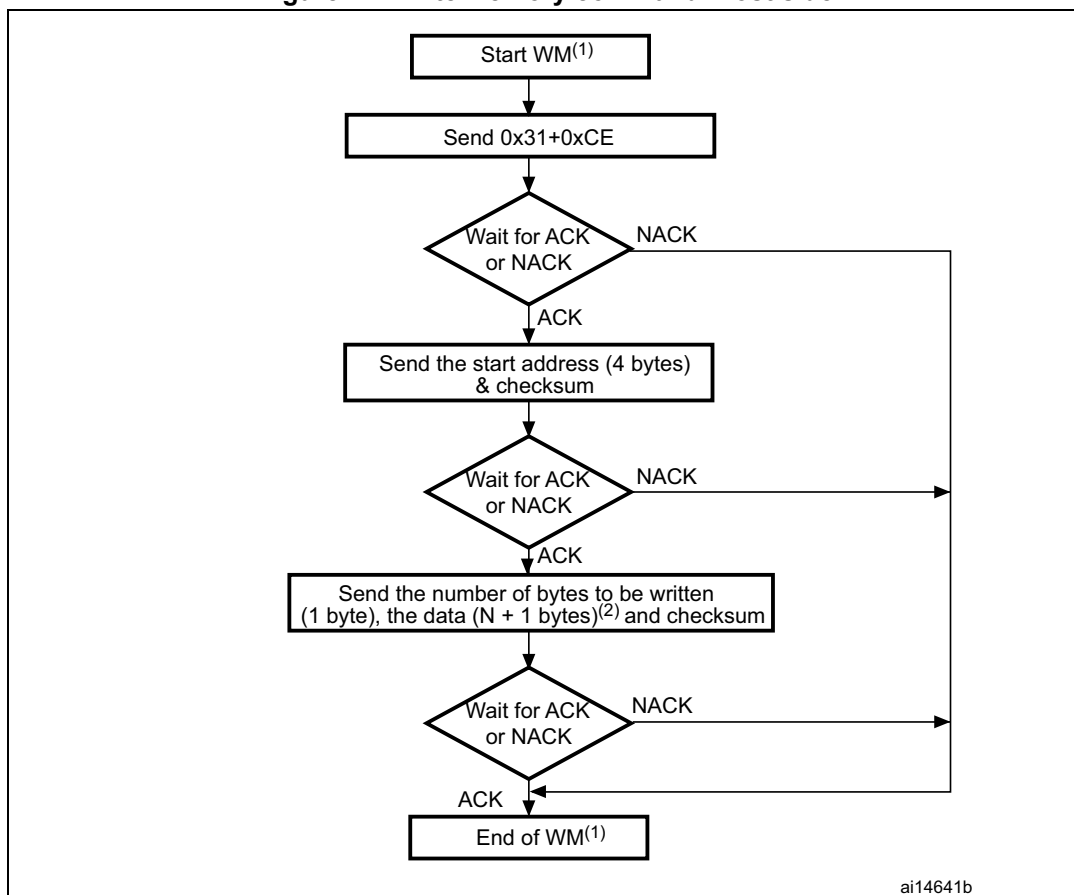 Start WM(1)
Send 0x31+0xCE
Wait for ACK
or NACK
NACK
ACK
Send the start address (4 bytes)
& checksum
Wait for ACK
or NACK
NACK
ACK
Send the number of bytes to be written
(1 byte), the data (N + 1 bytes)(2) and checksum
Wait for ACK
or NACK
NACK
ACK
End of WM(1)
ai14641b